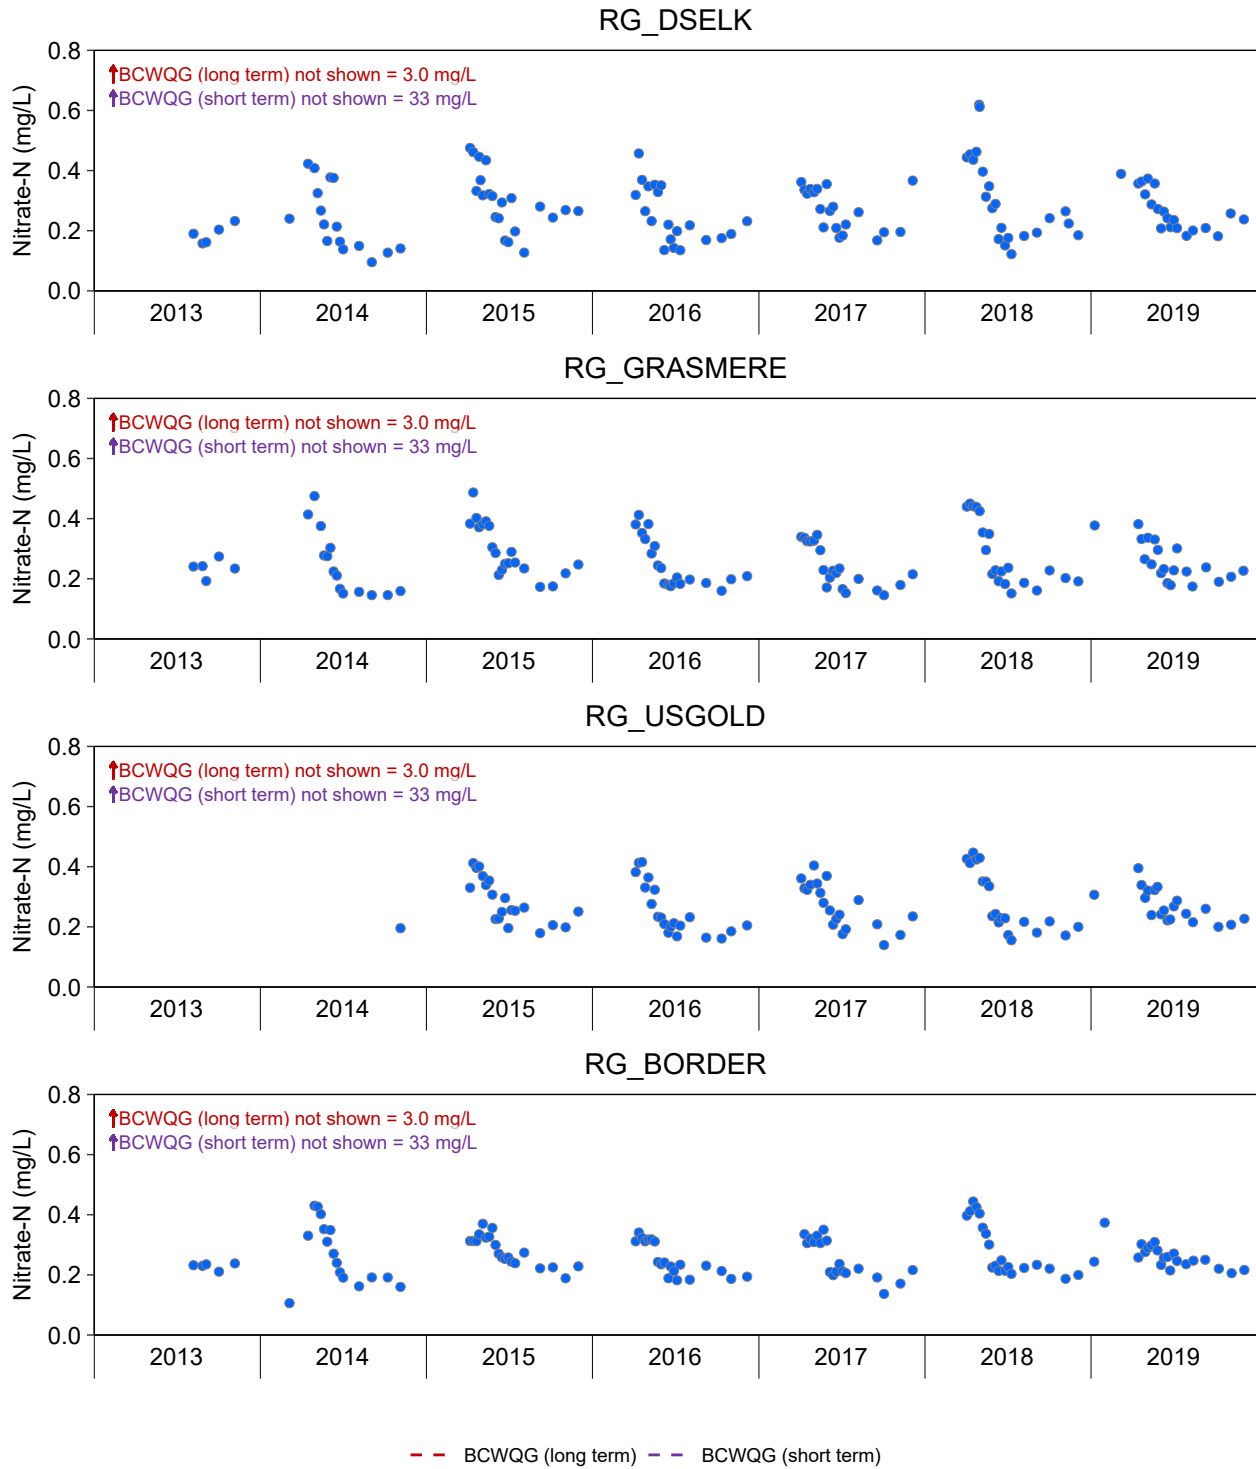 RG_DSELK
Nitrate-N (mg/L)
0.8
0.6
0.4
0.2
0.0
BCWQG (long term) not shown = 3.0 mg/L
BCWQG (short term) not shown = 33 mg/L
2013 2014 2015 2016 2017 2018 2019
RG_GRASMERE
Nitrate-N (mg/L)
0.8
0.6
0.4
0.2
0.0
BCWQG (long term) not shown = 3.0 mg/L
BCWQG (short term) not shown = 33 mg/L
2013 2014 2015 2016 2017 2018 2019
RG_USGOLD
Nitrate-N (mg/L)
0.8
0.6
0.4
0.2
0.0
BCWQG (long term) not shown = 3.0 mg/L
BCWQG (short term) not shown = 33 mg/L
2013 2014 2015 2016 2017 2018 2019
RG_BORDER
Nitrate-N (mg/L)
0.8
0.6
0.4
0.2
0.0
BCWQG (long term) not shown = 3.0 mg/L
BCWQG (short term) not shown = 33 mg/L
2013 2014 2015 2016 2017 2018 2019
BCWQG (long term) BCWQG (short term)